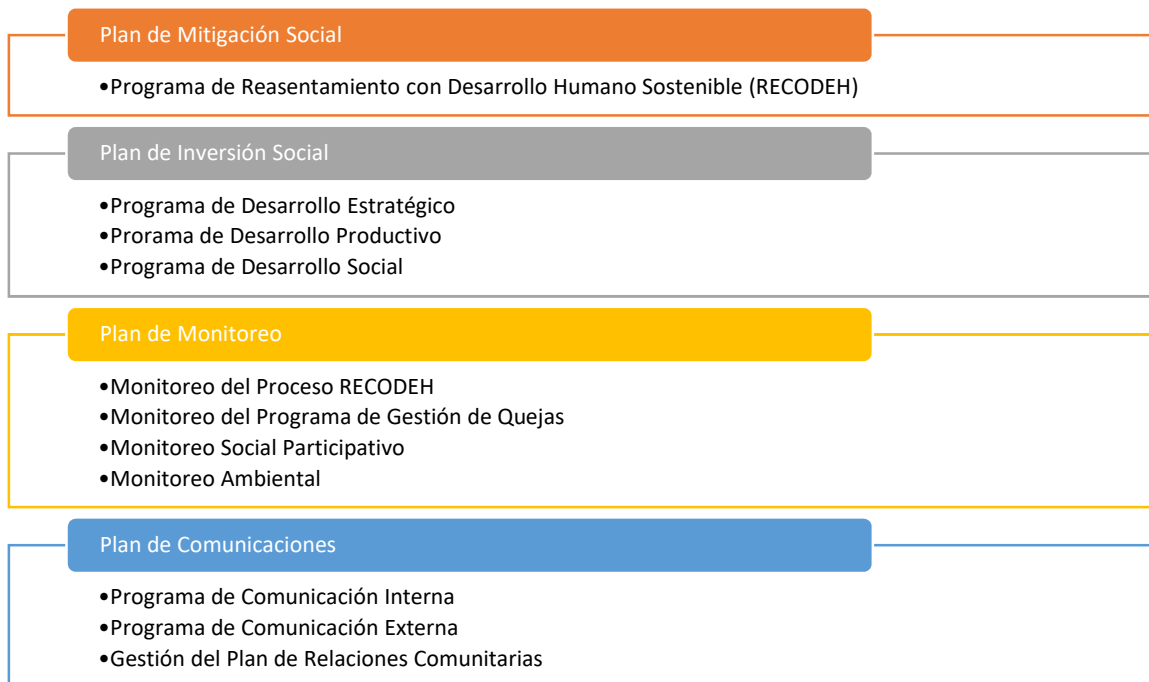 Plan de Mitigación Social
•Programa de Reasentamiento con Desarrollo Humano Sostenible (RECODEH)
Plan de Inversión Social
•Programa de Desarrollo Estratégico
•Prorama de Desarrollo Productivo
•Programa de Desarrollo Social
Plan de Monitoreo
•Monitoreo del Proceso RECODEH
•Monitoreo del Programa de Gestión de Quejas
•Monitoreo Social Participativo
•Monitoreo Ambiental
Plan de Comunicaciones
•Programa de Comunicación Interna
•Programa de Comunicación Externa
•Gestión del Plan de Relaciones Comunitarias